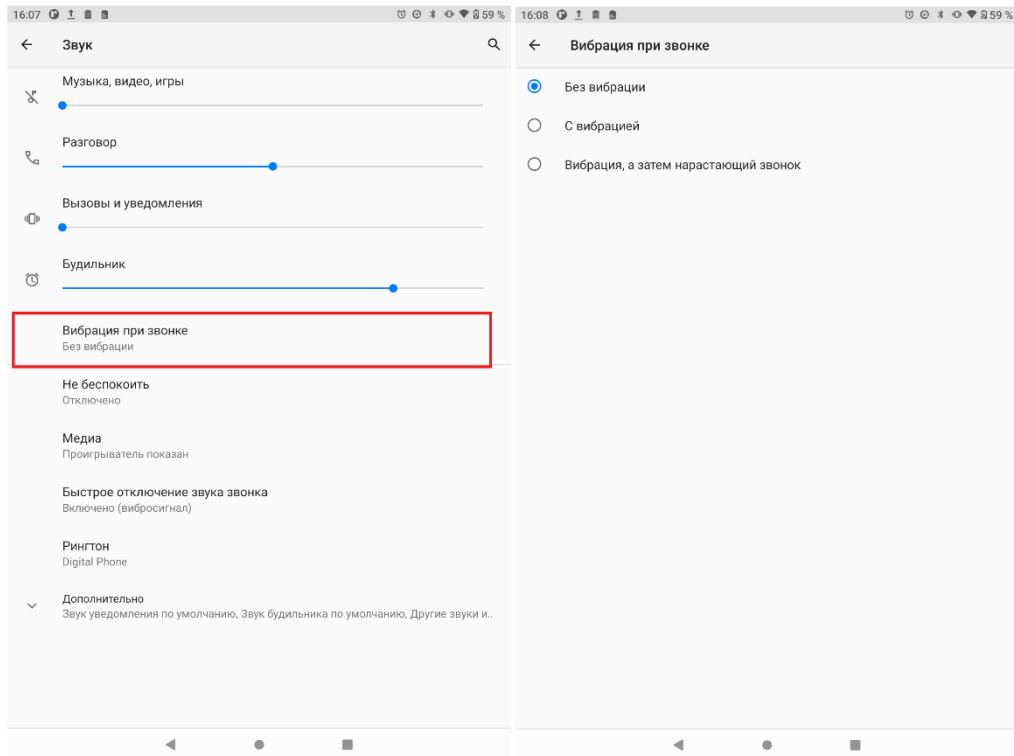 16:07
59 %
Звук
Музыка, видео, игры
Разговор
Вызовы и уведомления
Будильник
Вибрация при звонке
Без вибрации
Не беспокоить
Отключено
Медиа
Проигрыватель показан
Быстрое отключение звука звонка
Включено (вибросигнал)
Рингтон
Digital Phone
Дополнительно
Звук уведомления по умолчанию, Звук будильника по умолчанию, Другие звуки и..
16:08
59 %
Вибрация при звонке
Без вибрации
С вибрацией
Вибрация, а затем нарастающий звонок